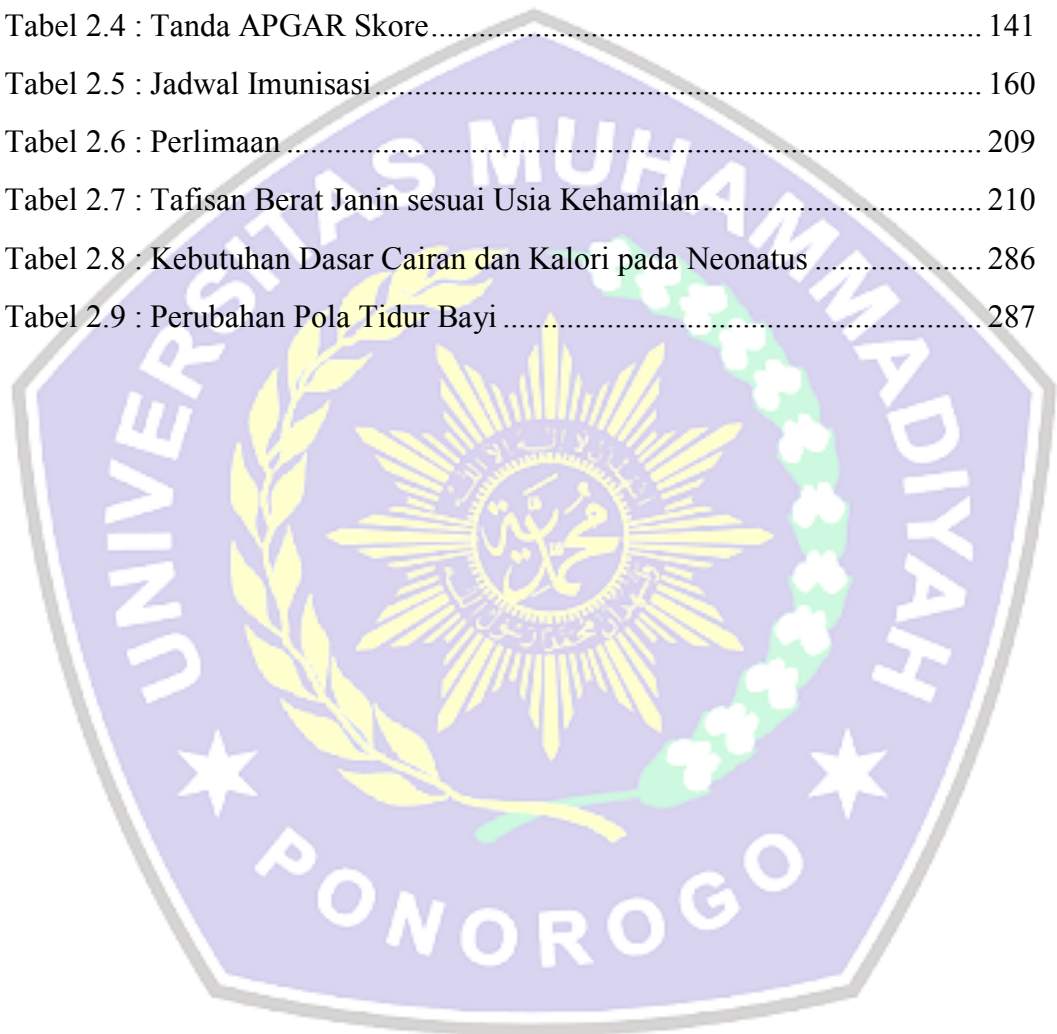 Tabel 2.4 : Tanda APGAR Skore.................................................................. 141
Tabel 2.5 : Jadwal Imunisasi......................................................................... 160
Tabel 2.6 : Perlimaan .................................................................................... 209
Tabel 2.7 : Tafisan Berat Janin sesuai Usia Kehamilan.................................. 210
Tabel 2.8 : Kebutuhan Dasar Cairan dan Kalori pada Neonatus .................... 286
Tabel 2.9 : Perubahan Pola Tidur Bayi .......................................................... 287
UNIVERSITAS MUHAMMADIYAH
محمدية
PONOROGO